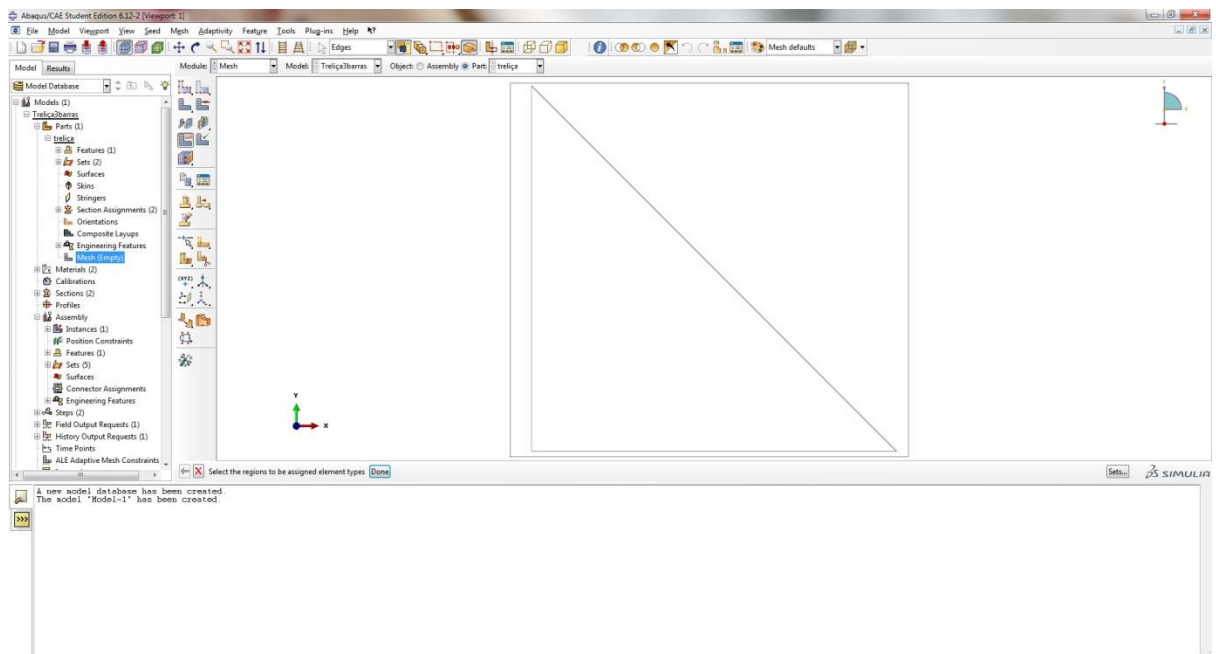 Abaqus/CAE Student Edition 6.12-2 [Viewport: 1]
File Model Viewport View Seed Mesh Adaptivity Feature Tools Plug-ins Help
Edges
Mesh defaults
Model Results
Module: Mesh Model: Treliça3barras Object: Assembly Part: treliça
Model Database
Models (1)
Treliça3barras
Parts (1)
treliça
Features (1)
Sets (2)
Surfaces
Skins
Stringers
Section Assignments (2)
Orientations
Composite Layups
Engineering Features
Mesh (Empty)
Materials (2)
Calibrations
Sections (2)
Profiles
Assembly
Instances (1)
Position Constraints
Features (1)
Sets (5)
Surfaces
Connector Assignments
Engineering Features
Steps (2)
Field Output Requests (1)
History Output Requests (1)
Time Points
ALE Adaptive Mesh Constraints
(XYZ)
Y
X
Select the regions to be assigned element types Done
Sets...
SIMULIA
A new model database has been created.
The model "Model-1" has been created.
>>>